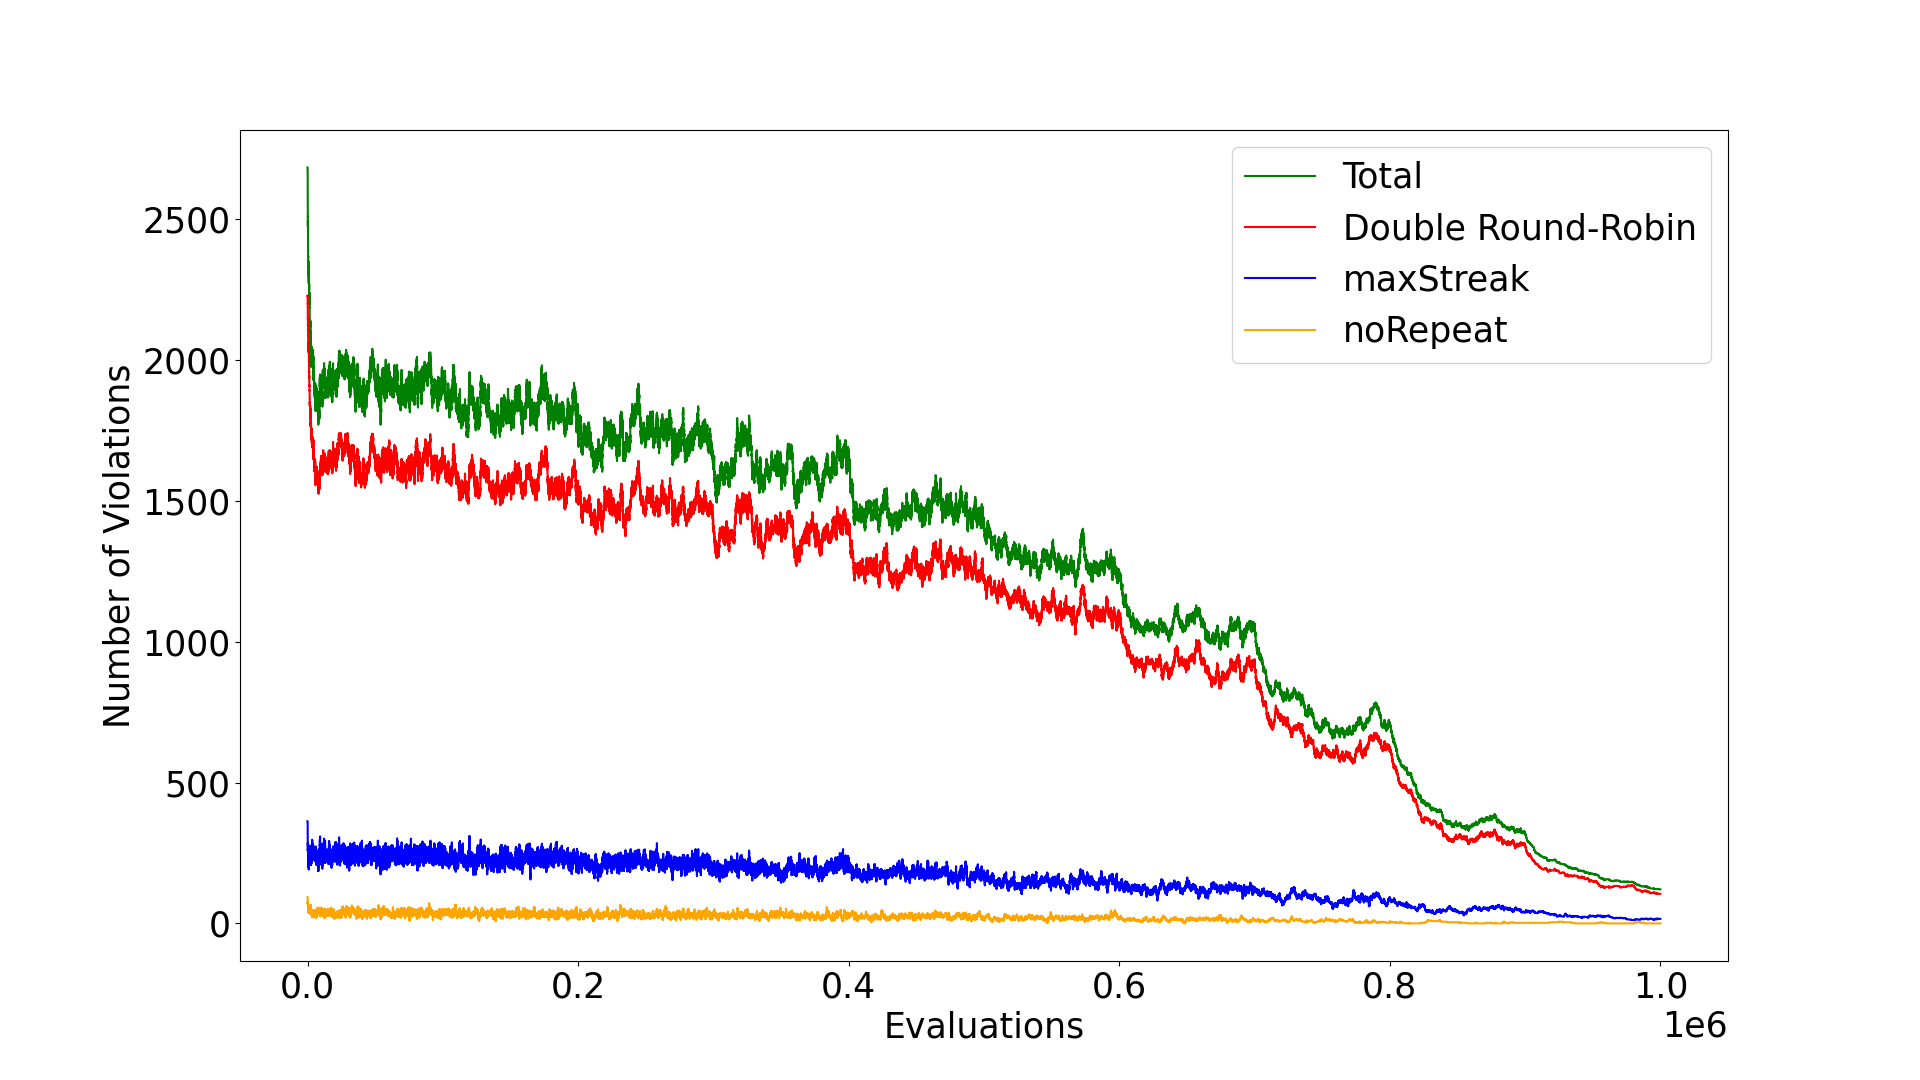 Total
Double Round-Robin
maxStreak
noRepeat
Number of Violations
2500
2000
1500
1000
500
0
0.0 0.2 0.4 0.6 0.8 1.0
Evaluations
1e6